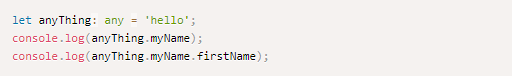 let anyThing: any = 'hello';
console.log(anyThing.myName);
console.log(anyThing.myName.firstName);